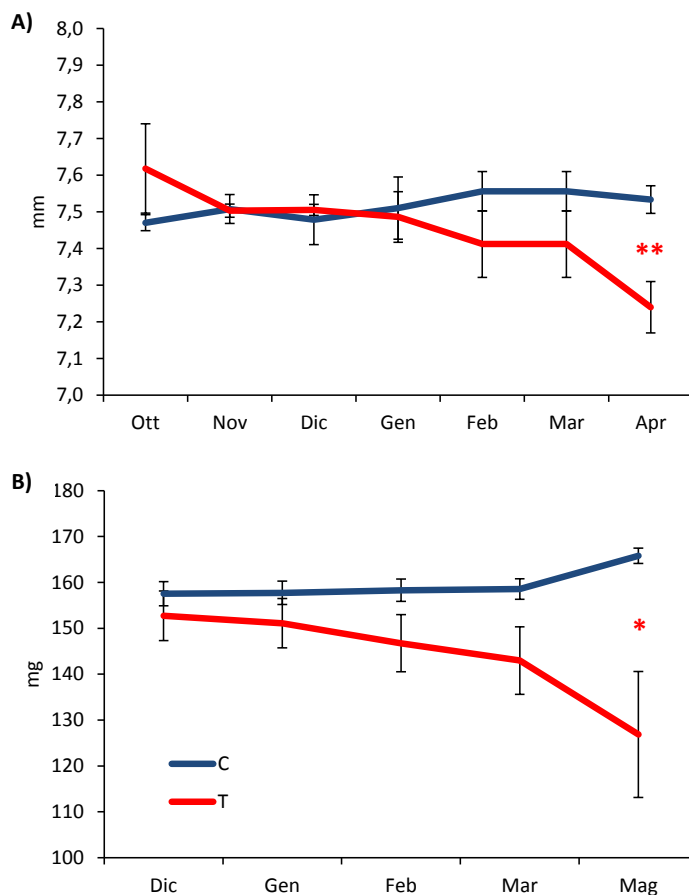 A)
8,0
7,9
7,8
7,7
7,6
7,5
7,4
7,3
7,2
7,1
7,0
mm
**
Ott Nov Dic Gen Feb Mar Apr
B)
180
170
160
150
140
130
120
110
100
mg
*
C
T
Dic Gen Feb Mar Mag